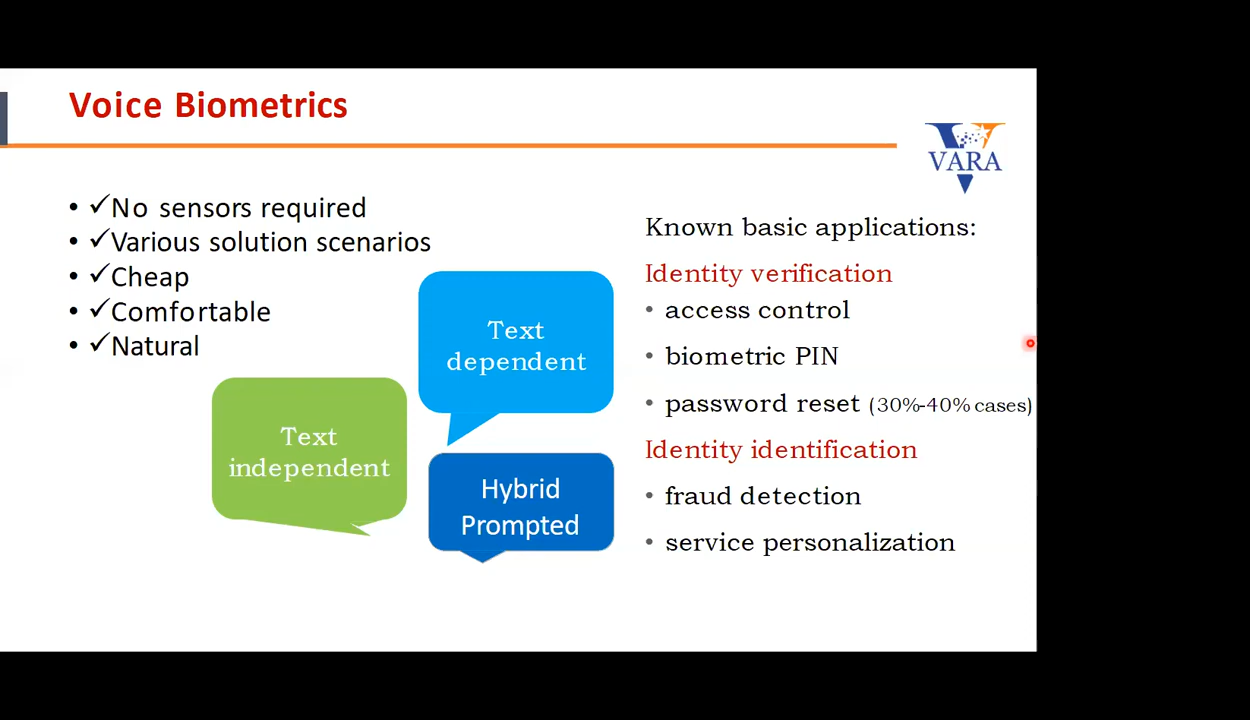 Voice Biometrics
VARA
• ✓No sensors required
• ✓Various solution scenarios
• ✓Cheap
• ✓Comfortable
• ✓Natural
Text
dependent
Text
independent
Hybrid
Prompted
Known basic applications:
Identity verification
• access control
• biometric PIN
• password reset (30%-40% cases)
Identity identification
• fraud detection
• service personalization